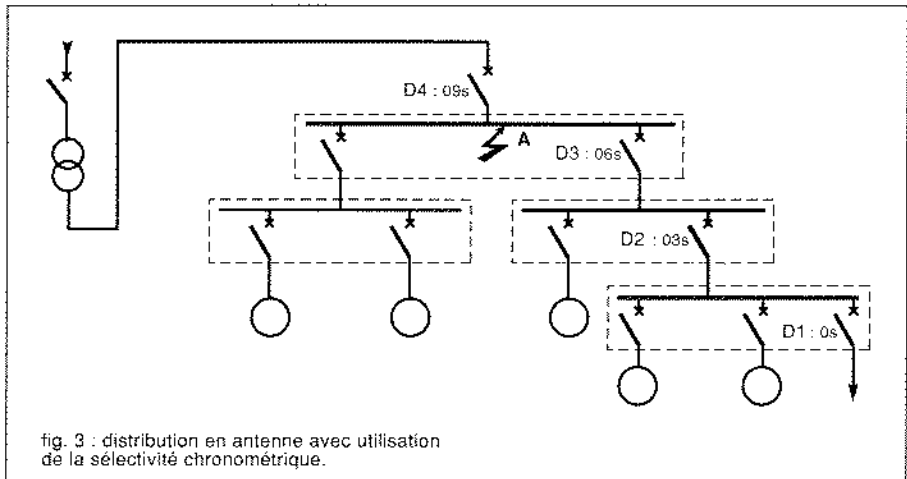 D4 : 09s
A
D3 : 06s
D2 : 03s
D1 : 0s
fig. 3 : distribution en antenne avec utilisation
de la sélectivité chronométrique.